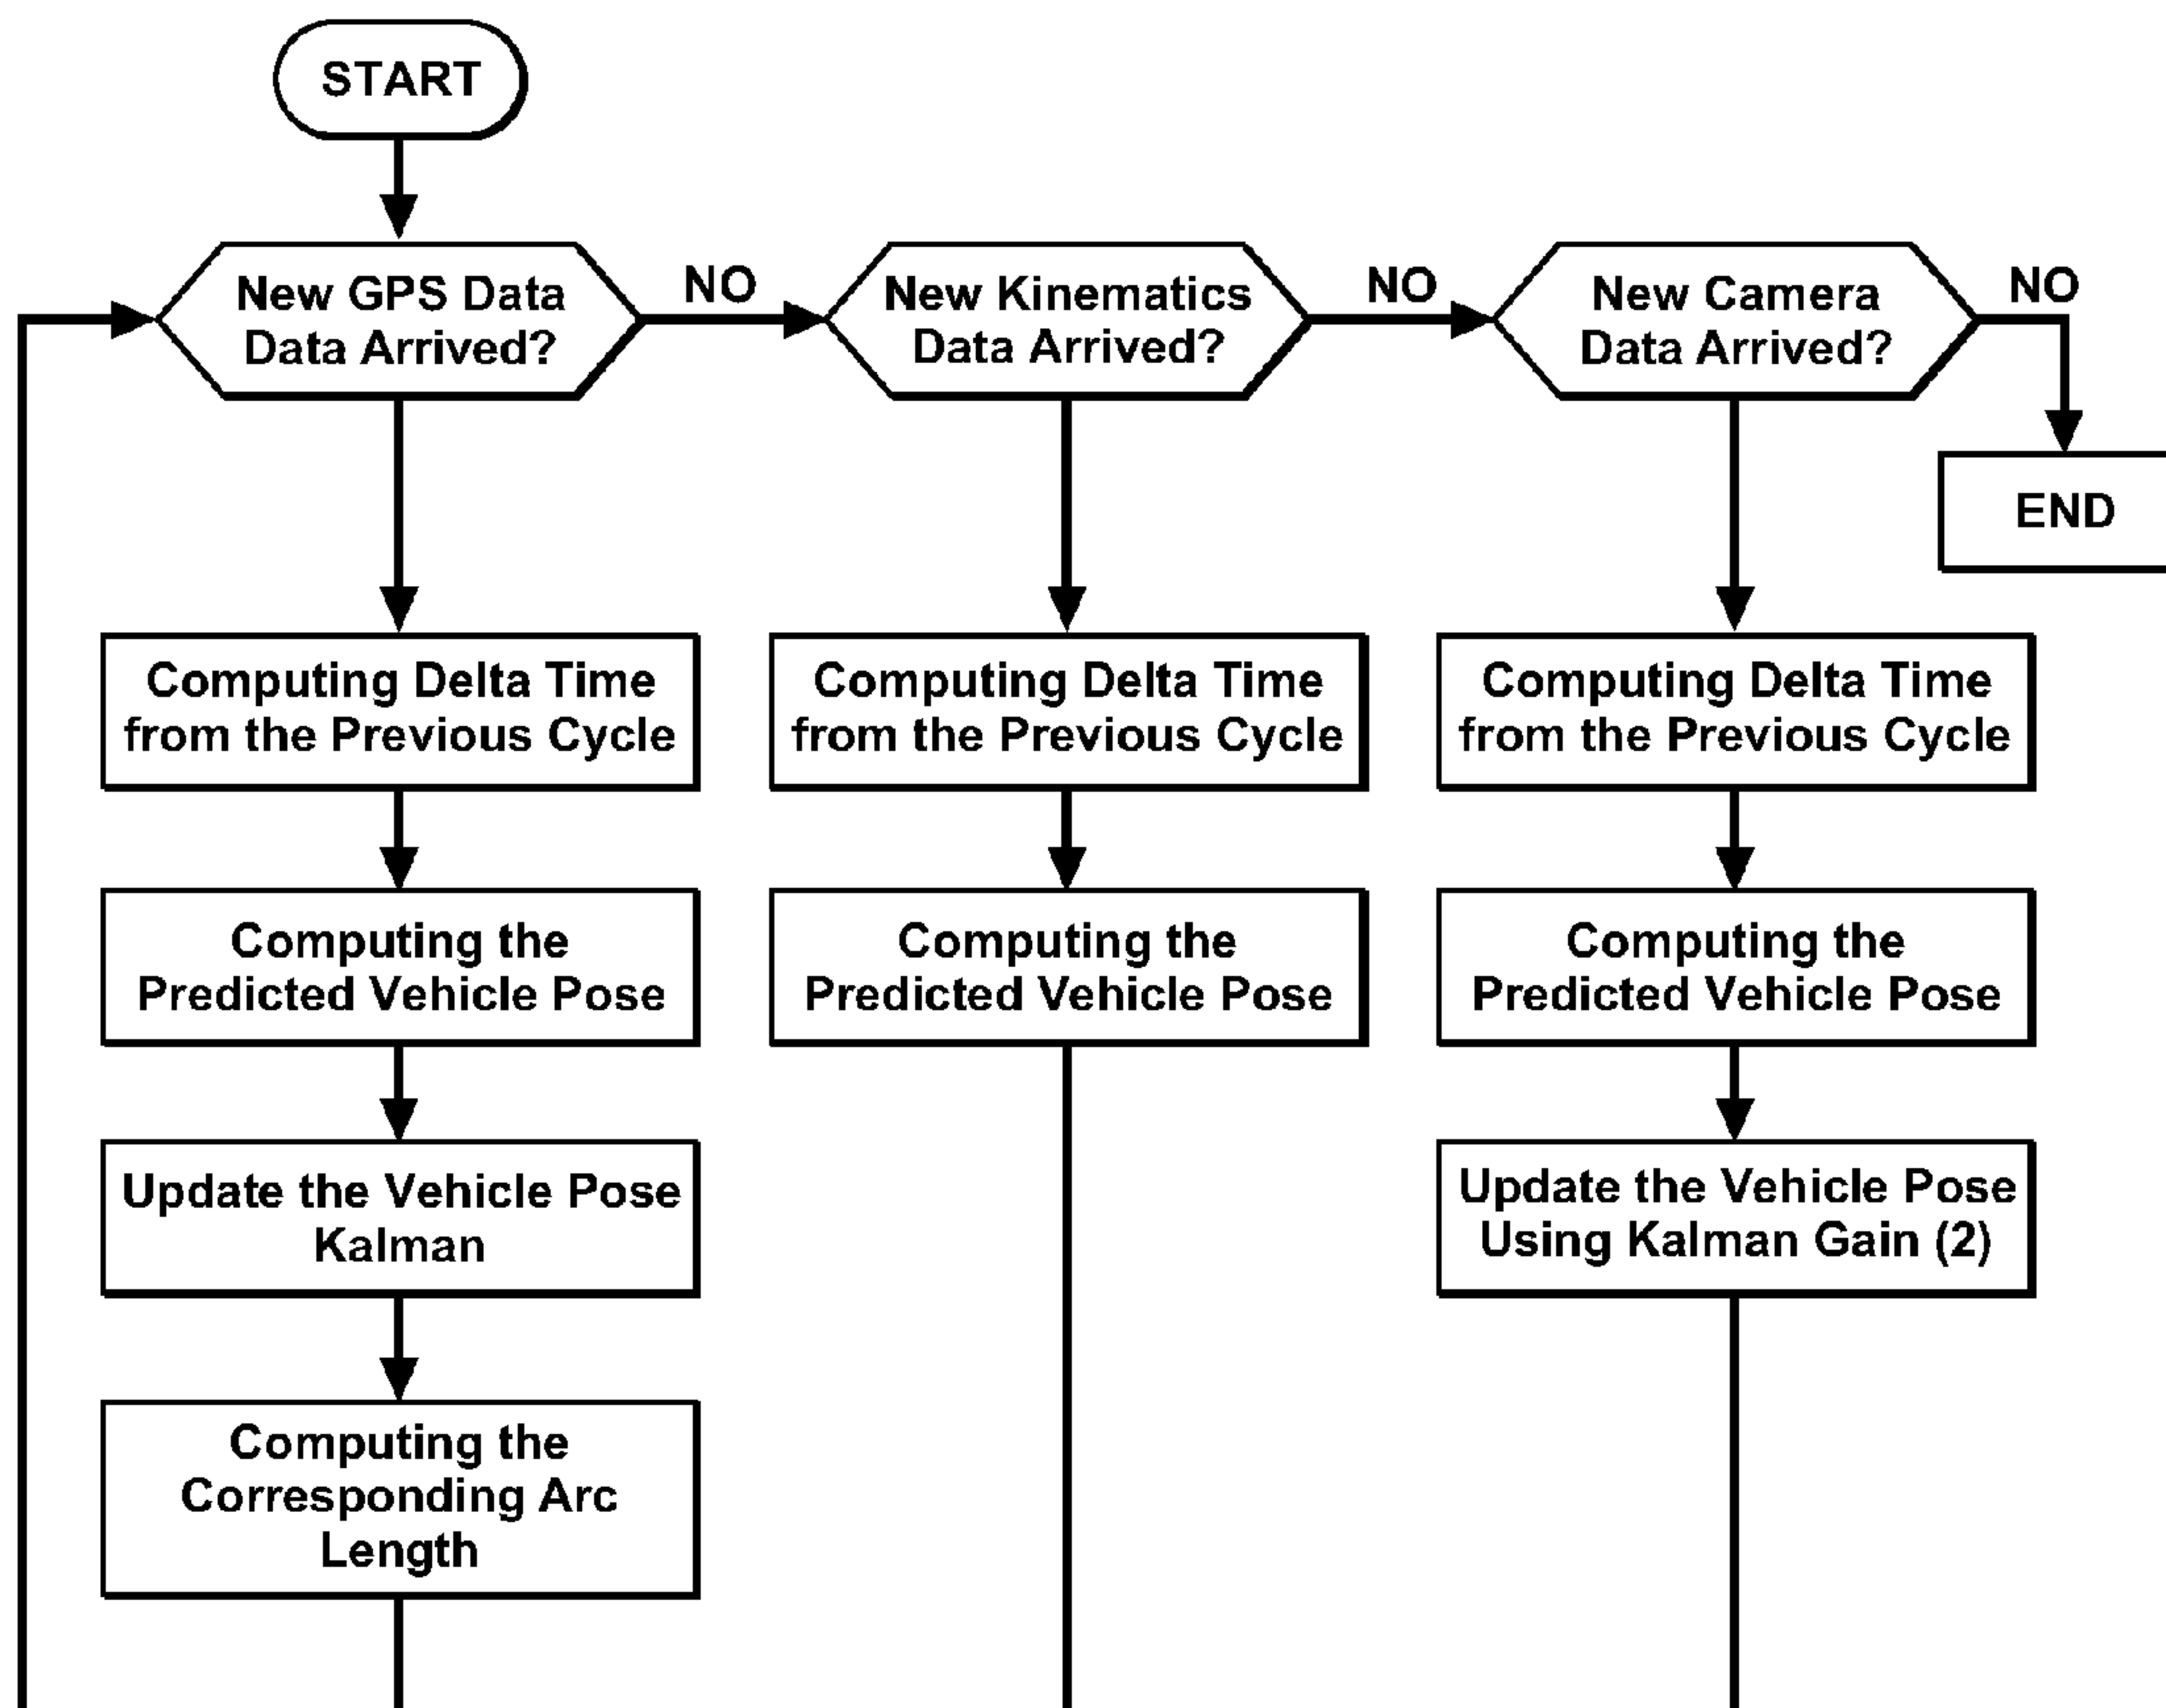 START
New GPS Data
Data Arrived?
NO
New Kinematics
Data Arrived?
NO
New Camera
Data Arrived?
NO
END
Computing Delta Time
from the Previous Cycle
Computing Delta Time
from the Previous Cycle
Computing Delta Time
from the Previous Cycle
Computing the
Predicted Vehicle Pose
Computing the
Predicted Vehicle Pose
Computing the
Predicted Vehicle Pose
Update the Vehicle Pose
Kalman
Update the Vehicle Pose
Using Kalman Gain (2)
Computing the
Corresponding Arc
Length